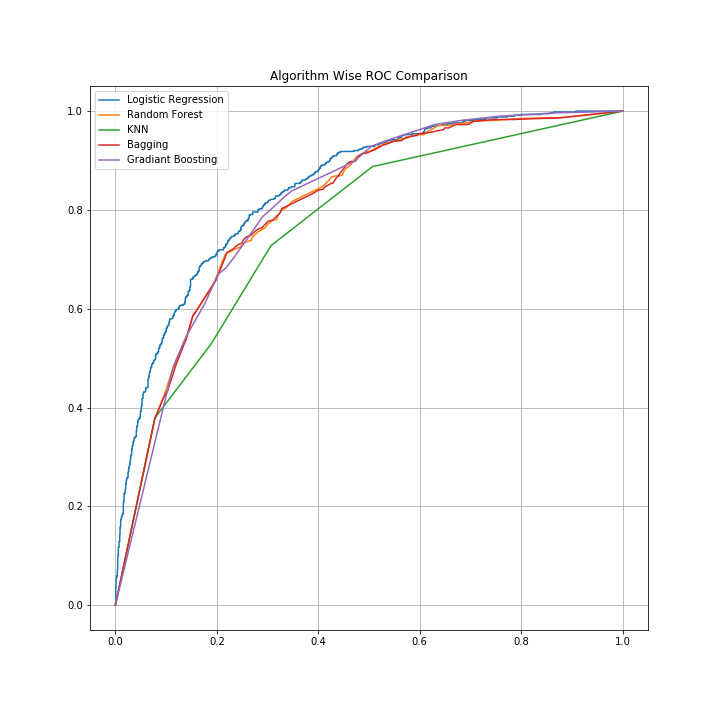 Algorithm Wise ROC Comparison
Logistic Regression
Random Forest
KNN
Bagging
Gradiant Boosting
1.0
0.8
0.6
0.4
0.2
0.0
0.0 0.2 0.4 0.6 0.8 1.0